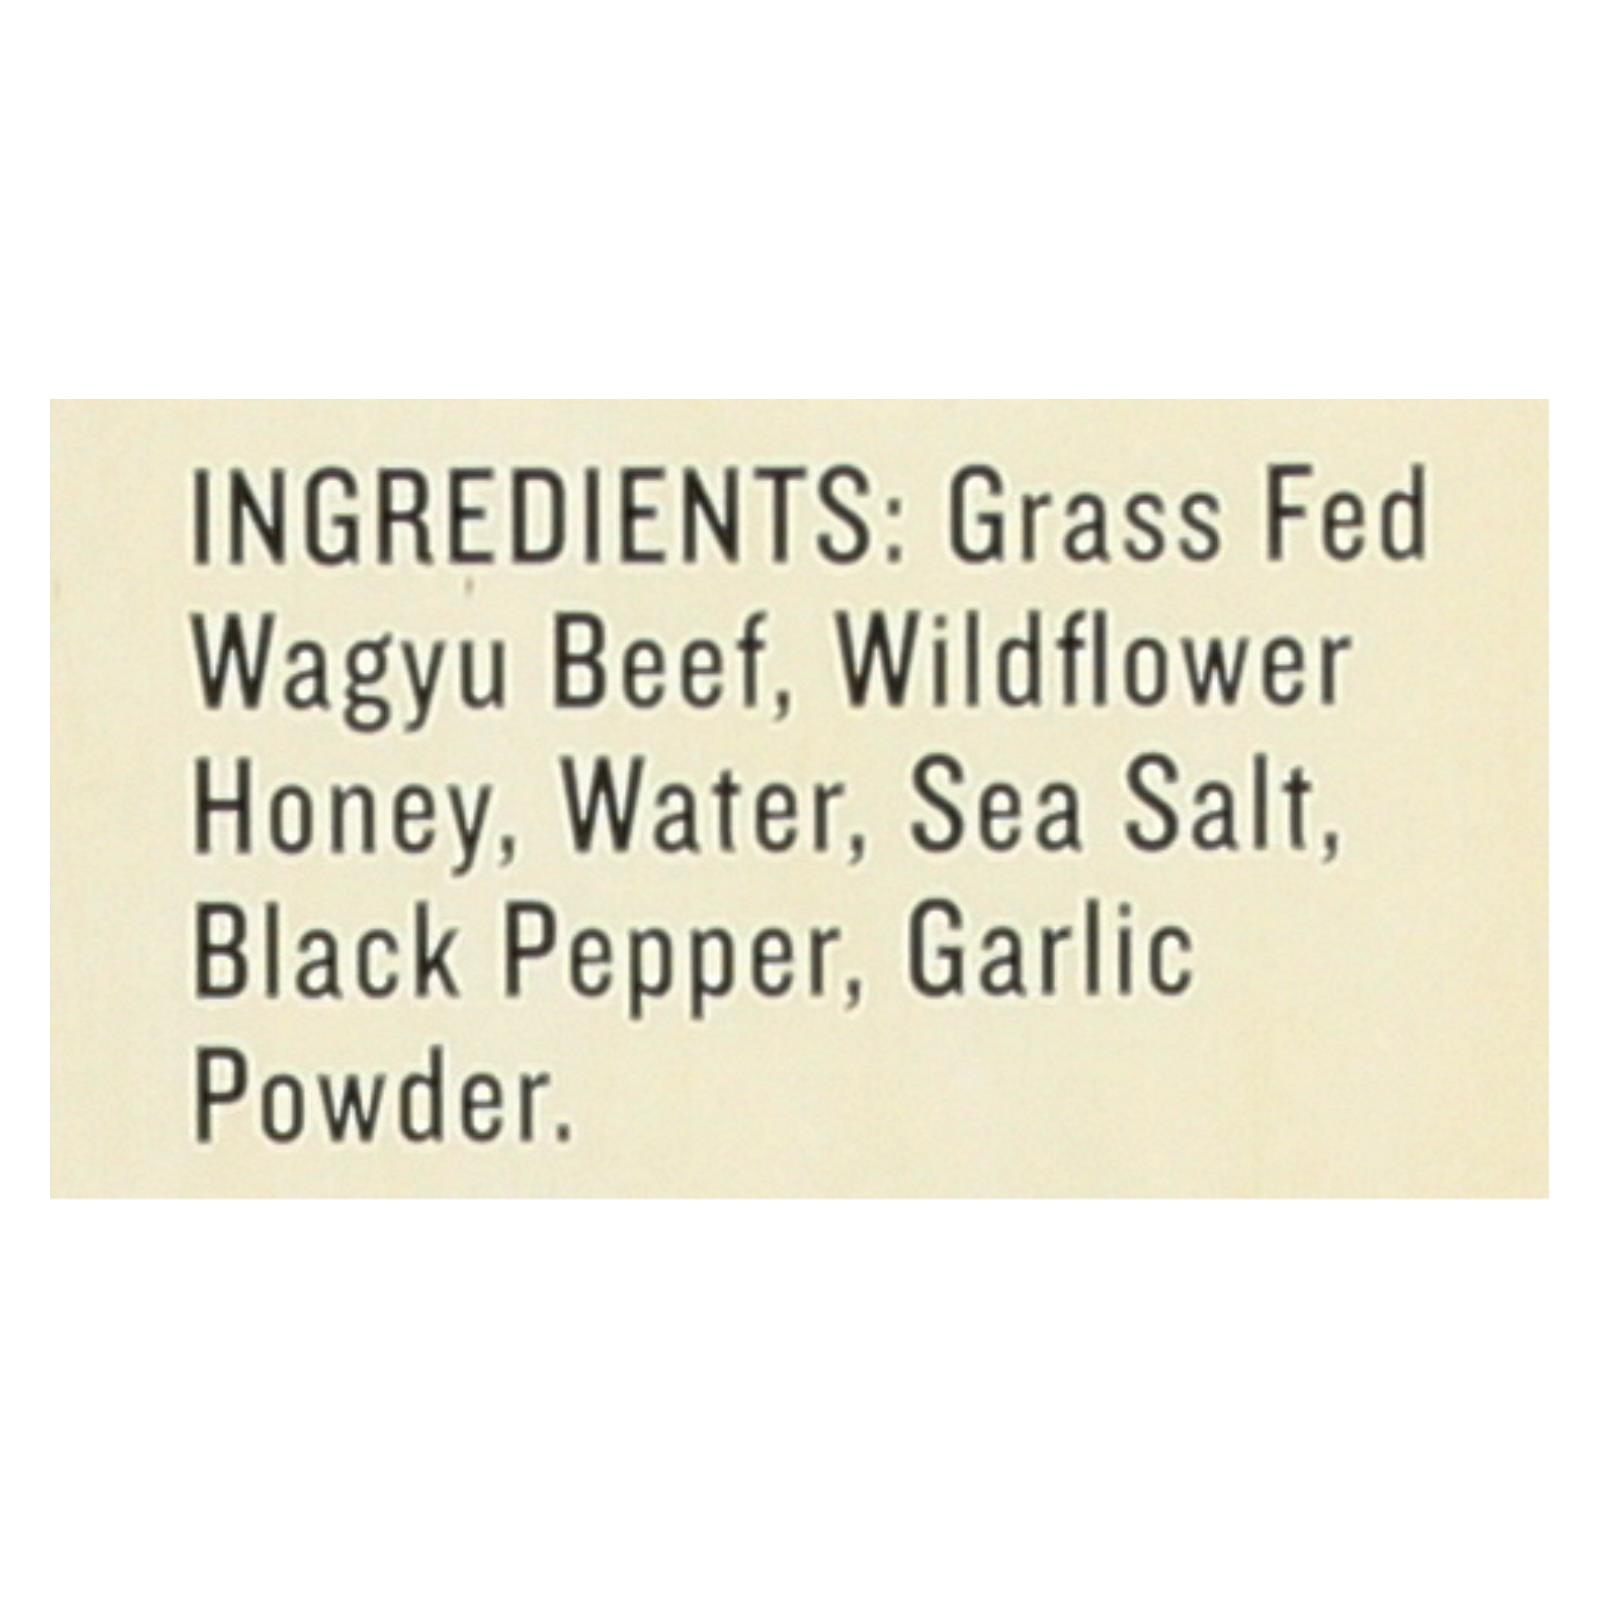 INGREDIENTS: Grass Fed
Wagyu Beef, Wildflower
Honey, Water, Sea Salt,
Black Pepper, Garlic
Powder.